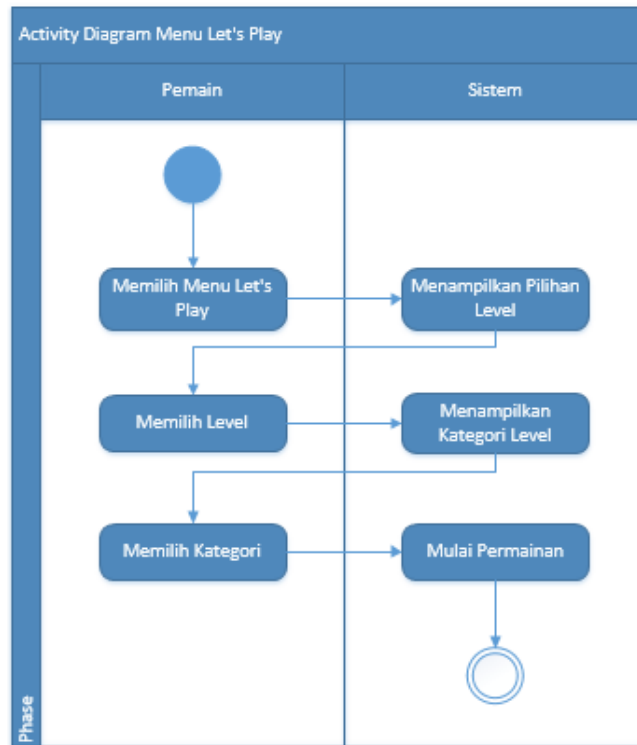 Activity Diagram Menu Let's Play
Pemain
Sistem
Memilih Menu Let's
Play
Menampilkan Pilihan
Level
Memilih Level
Menampilkan
Kategori Level
Memilih Kategori
Mulai Permainan
Phase